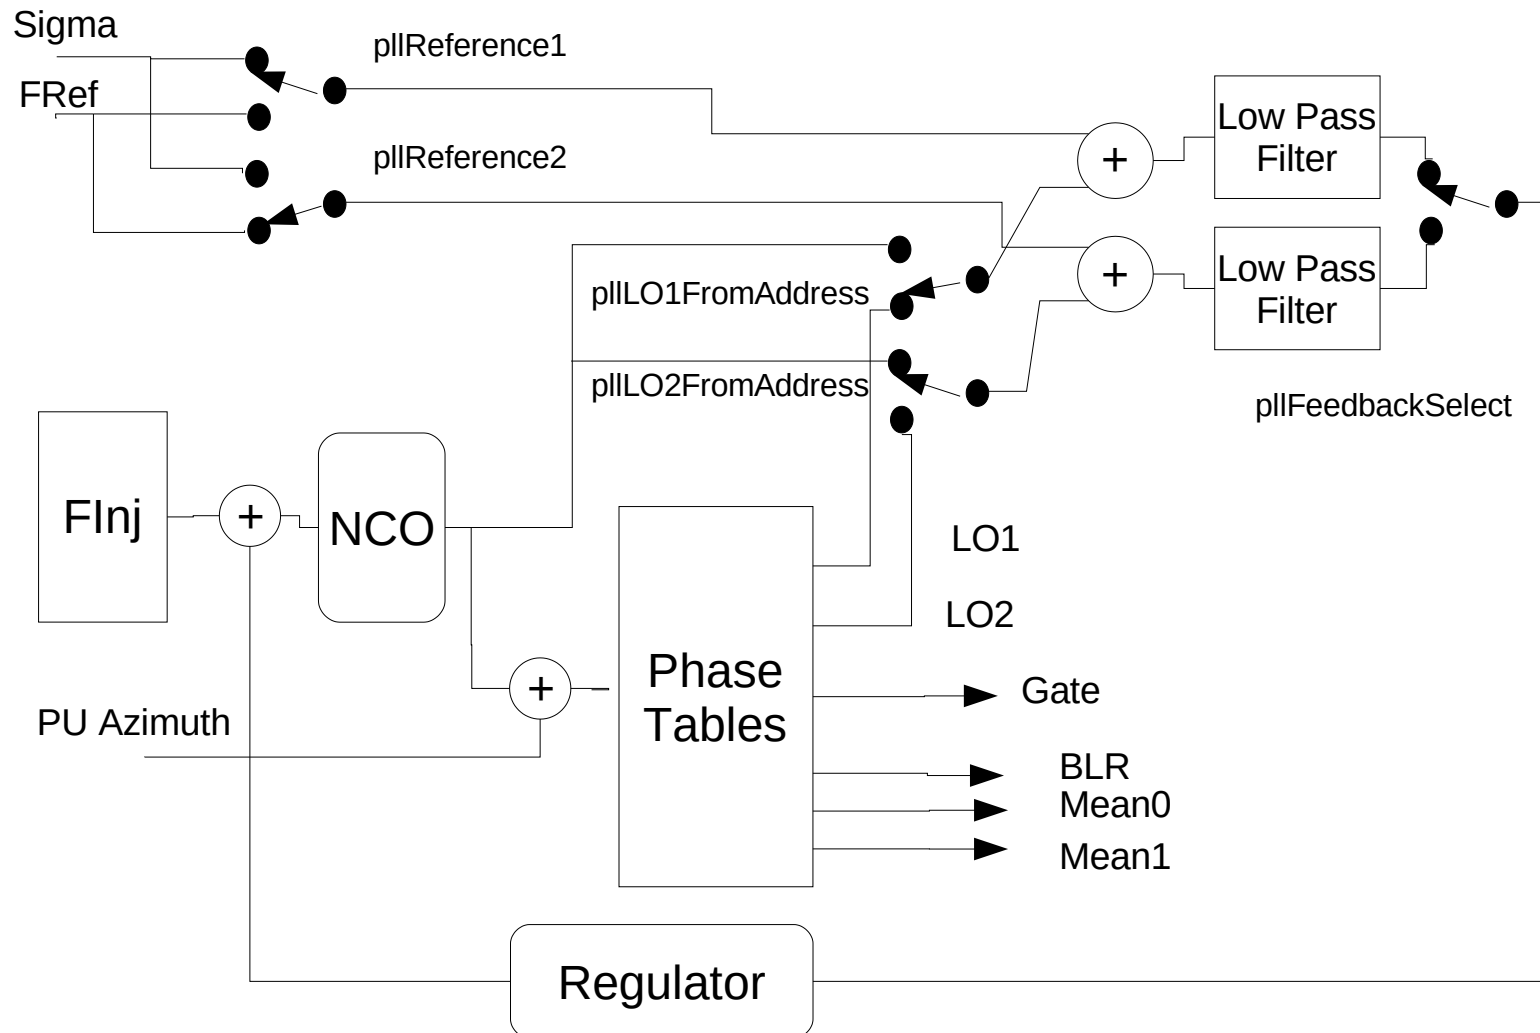 Sigma
pllReference1
FRef
pllReference2
+
Low Pass
Filter
+
Low Pass
Filter
pllLO1FromAddress
pllLO2FromAddress
pllFeedbackSelect
FInj
+
NCO
LO1
LO2
+
Phase
Tables
Gate
PU Azimuth
BLR
Mean0
Mean1
Regulator